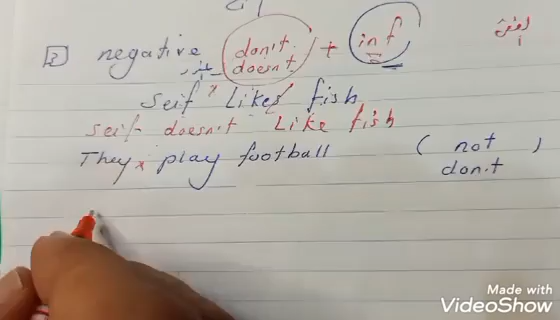 2 negative don't / doesn't + inf
Seif x Likes fish
Seif doesn't Like fish
They x play football ( not )
don't
Made with
VideoShow